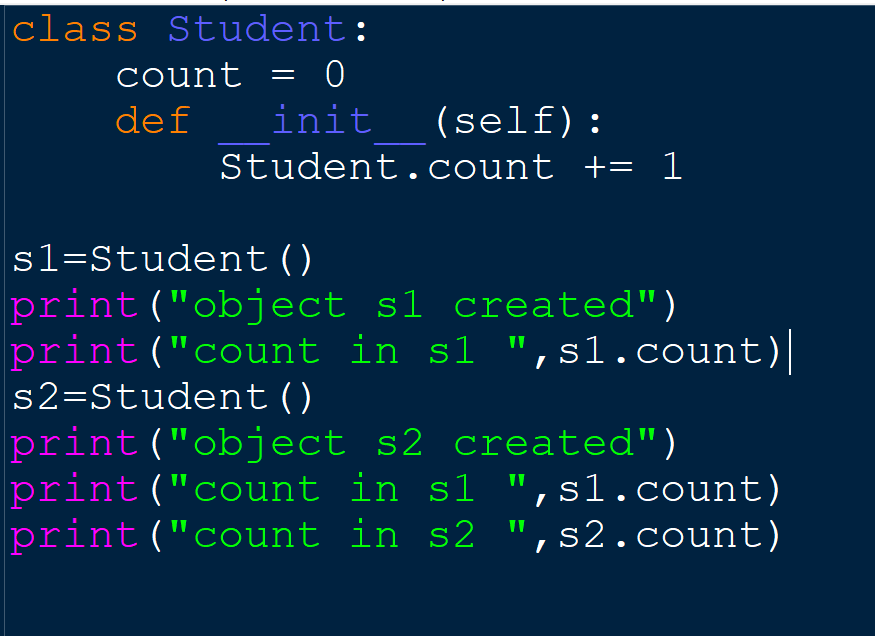 class Student:
    count = 0
    def __init__(self):
        Student.count += 1

s1=Student()
print("object s1 created")
print("count in s1 ",s1.count)
s2=Student()
print("object s2 created")
print("count in s1 ",s1.count)
print("count in s2 ",s2.count)